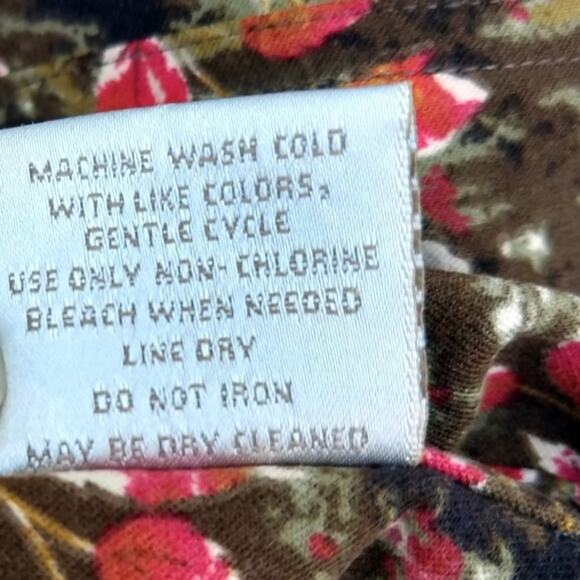 MACHINE WASH COLD
WITH LIKE COLORS,
GENTLE CYCLE
USE ONLY NON-CHLORINE
BLEACH WHEN NEEDED
LINE DRY
DO NOT IRON
MAY BE DRY CLEANED